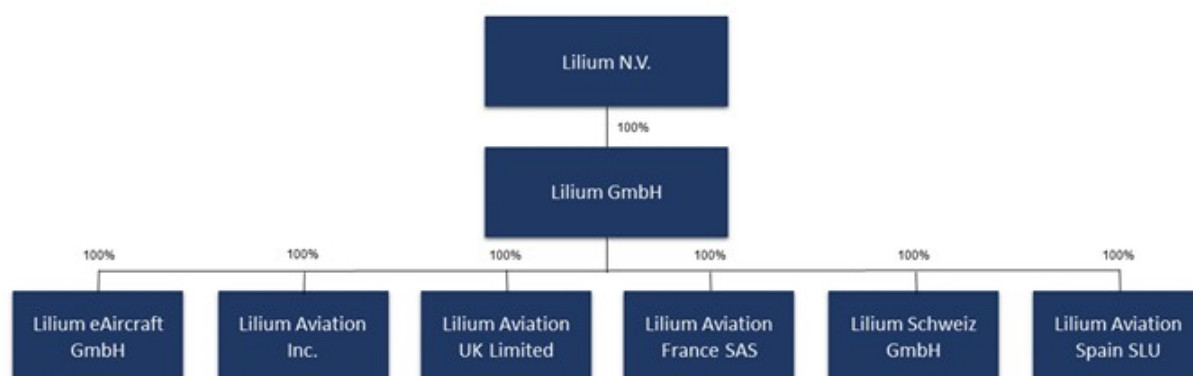 Lilium N.V.
100%
Lilium GmbH
100%
100%
100%
100%
100%
100%
Lilium eAircraft
GmbH
Lilium Aviation
Inc.
Lilium Aviation
UK Limited
Lilium Aviation
France SAS
Lilium Schweiz
GmbH
Lilium Aviation
Spain SLU